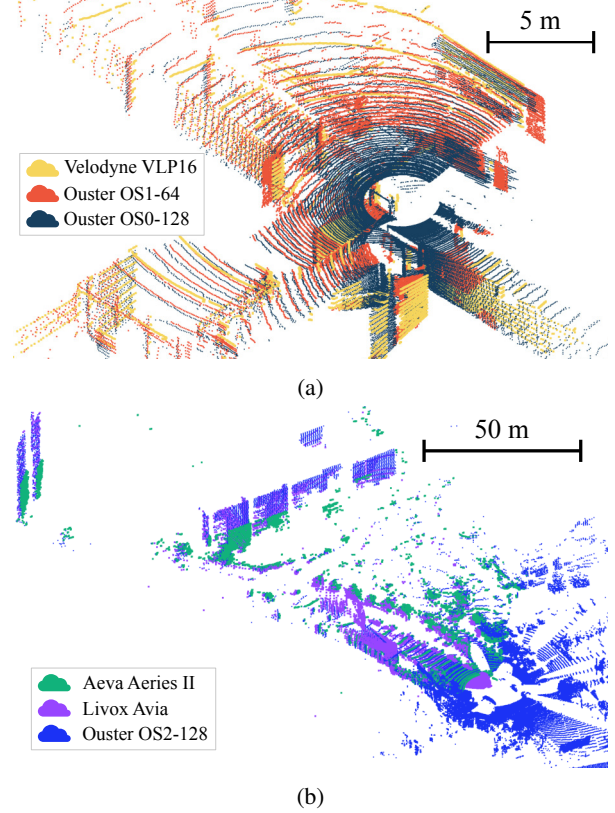 5 m
Velodyne VLP16
Ouster OS1-64
Ouster OS0-128
(a)
50 m
Aeva Aeries II
Livox Avia
Ouster OS2-128
(b)